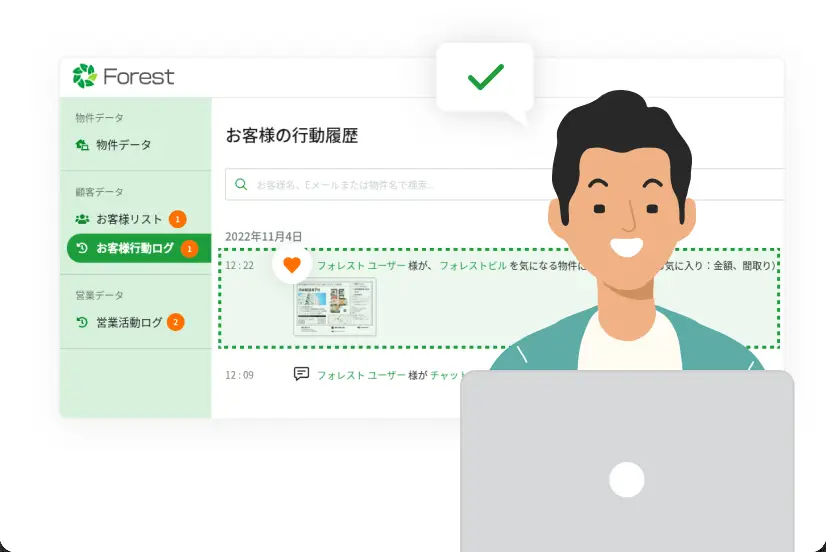 Forest
物件データ
物件データ
顧客データ
お客様リスト 1
お客様行動ログ 1
営業データ
営業活動ログ 2
お客様の行動履歴
お客様名、Eメールまたは物件名で検索...
2022年11月4日
12 : 22 フォレスト ユーザー 様が、 フォレストビル を気になる物件に 気に入り：金額、間取り）
12 : 09 フォレスト ユーザー 様が チャット